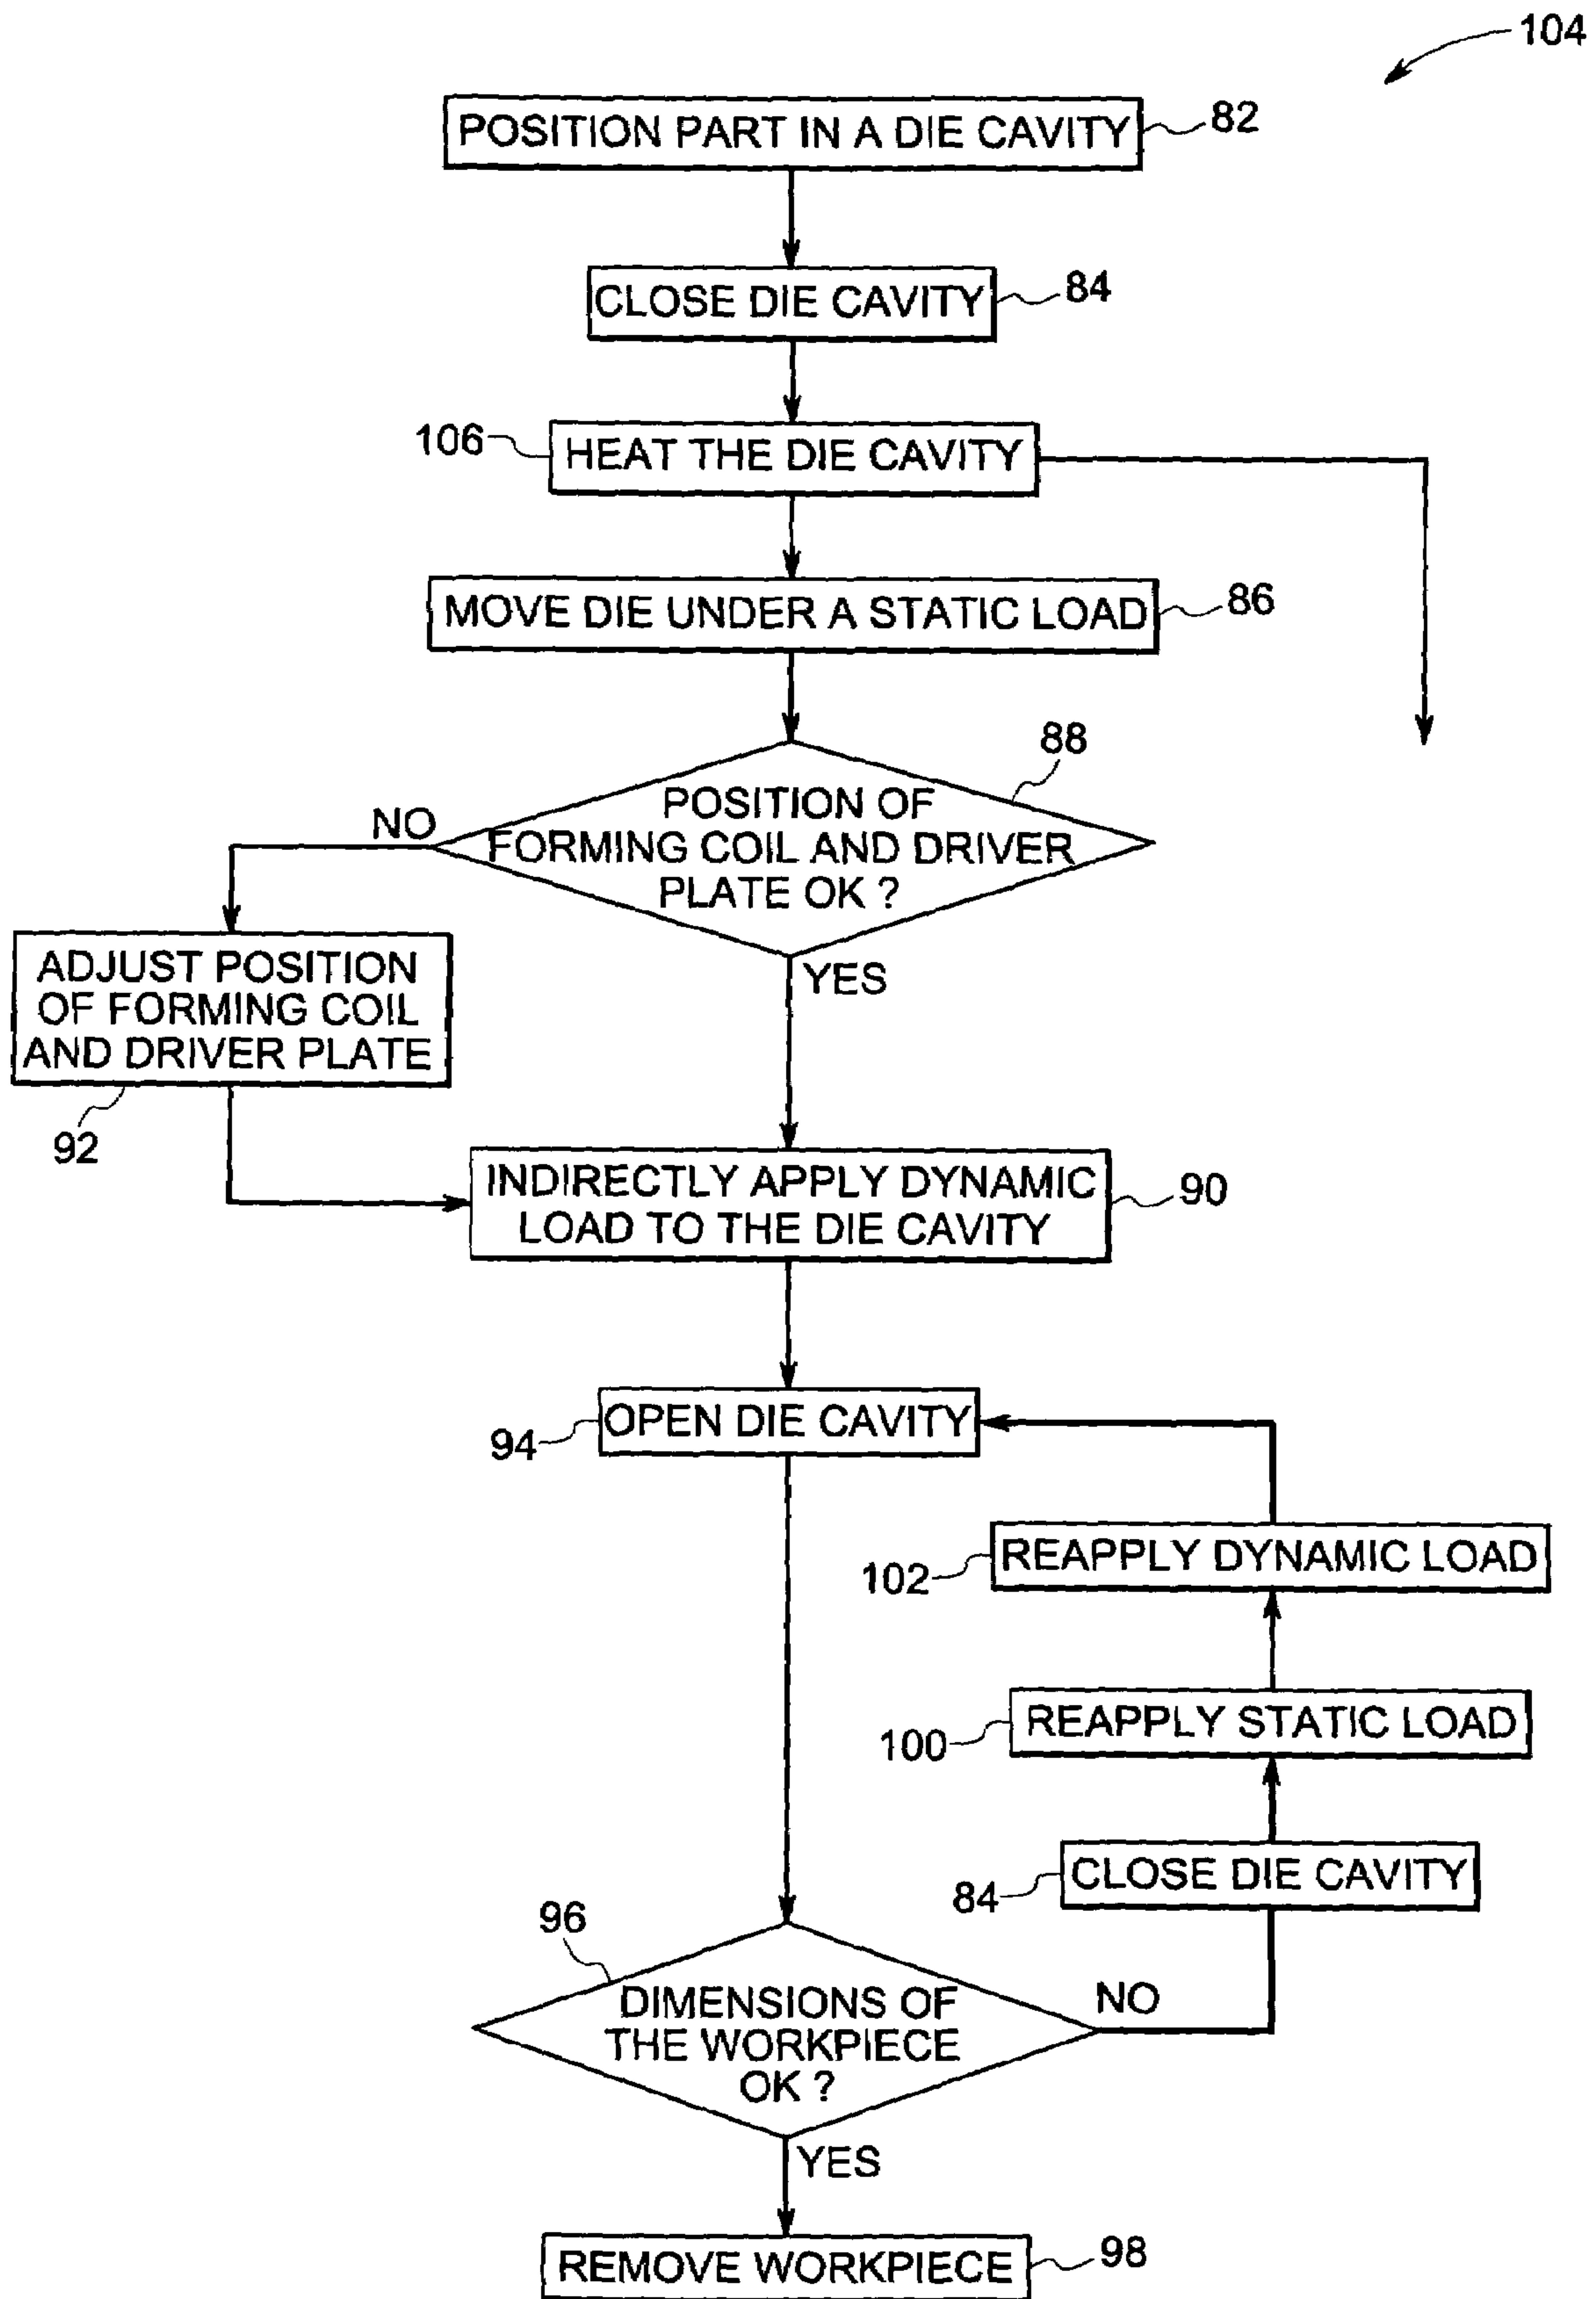 104
POSITION PART IN A DIE CAVITY
82
CLOSE DIE CAVITY
84
106
HEAT THE DIE CAVITY
MOVE DIE UNDER A STATIC LOAD
86
88
POSITION OF
FORMING COIL AND DRIVER
PLATE OK ?
NO
YES
ADJUST POSITION
OF FORMING COIL
AND DRIVER PLATE
92
INDIRECTLY APPLY DYNAMIC
LOAD TO THE DIE CAVITY
90
OPEN DIE CAVITY
94
REAPPLY DYNAMIC LOAD
102
REAPPLY STATIC LOAD
100
CLOSE DIE CAVITY
84
96
DIMENSIONS OF
THE WORKPIECE
OK ?
NO
YES
REMOVE WORKPIECE
98